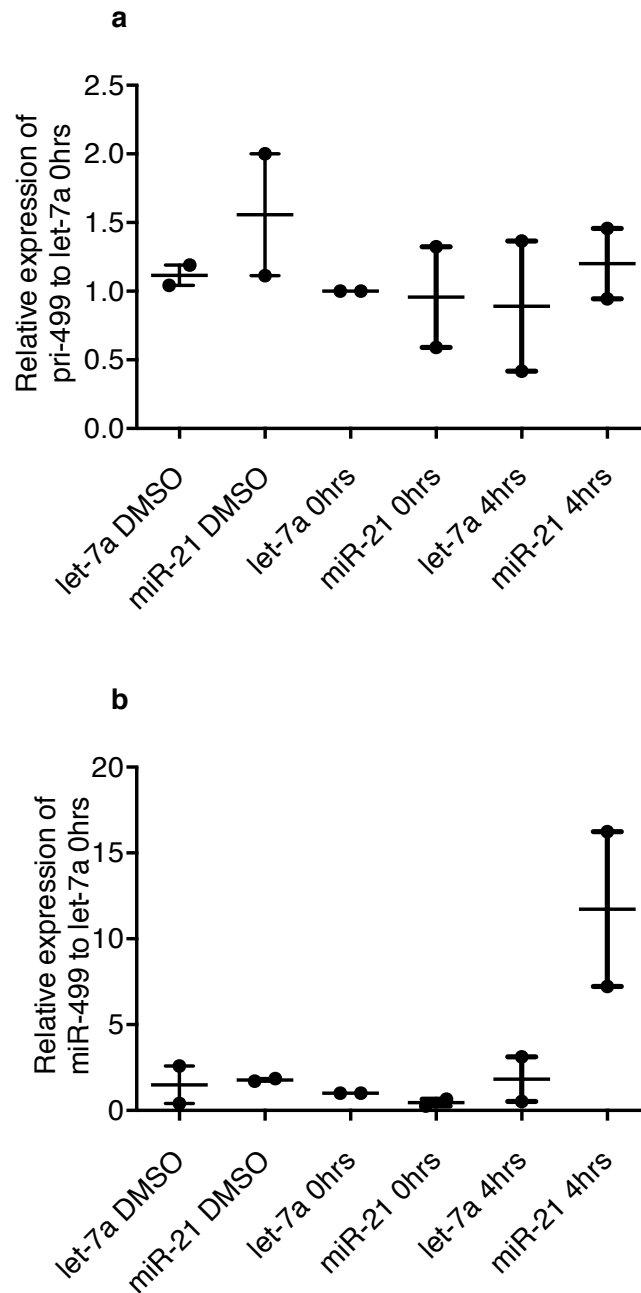 a
Relative expression of
pri-499 to let-7a 0hrs
2.5
2.0
1.5
1.0
0.5
0.0
let-7a DMSO
miR-21 DMSO
let-7a 0hrs
miR-21 0hrs
let-7a 4hrs
miR-21 4hrs
b
Relative expression of
miR-499 to let-7a 0hrs
20
15
10
5
0
let-7a DMSO
miR-21 DMSO
let-7a 0hrs
miR-21 0hrs
let-7a 4hrs
miR-21 4hrs